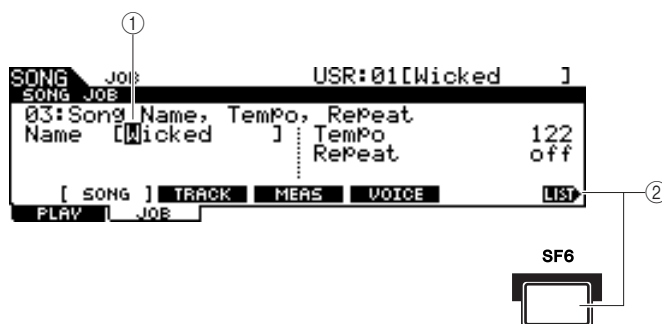 ①
SONG JOB USR:01[Wicked ]
SONG JOB
03:Song Name, Tempo, Repeat
Name [Wicked ] Tempo 122
Repeat off
[ SONG ] TRACK MEAS VOICE LIST
②
PLAY JOB
SF6